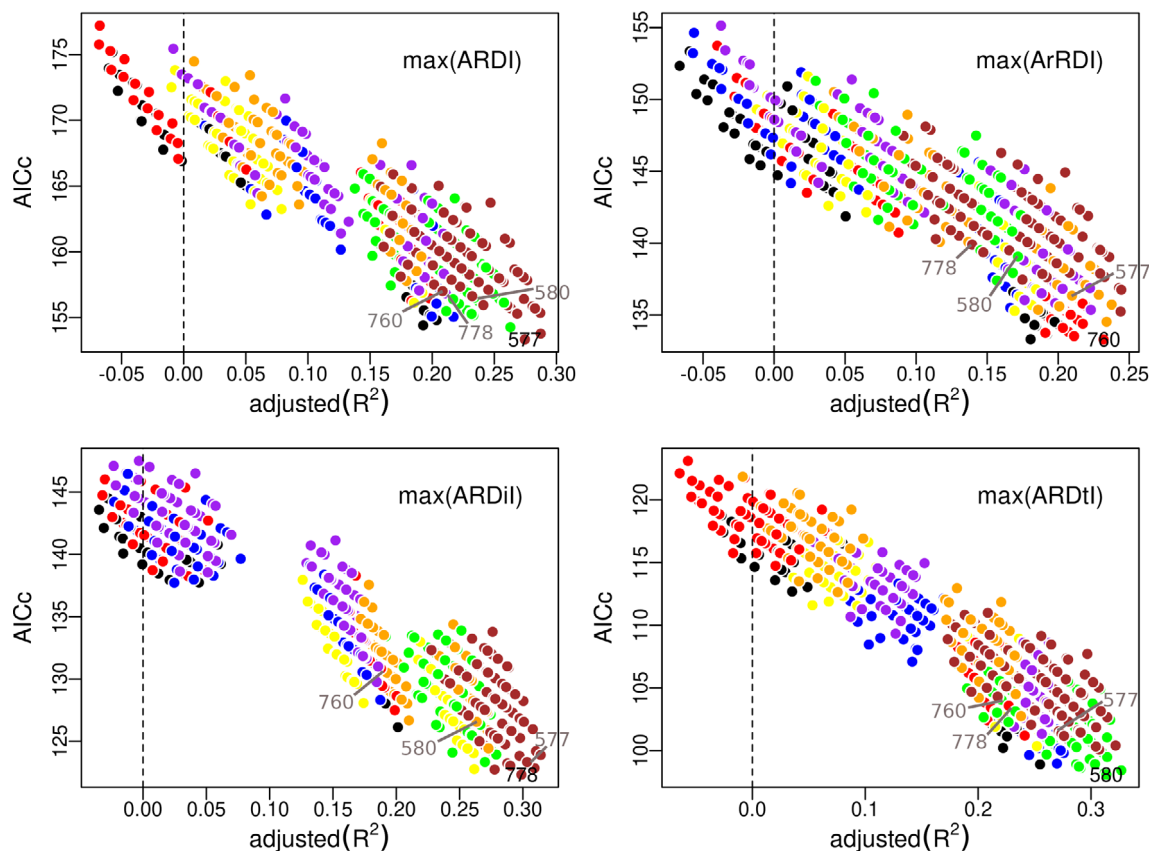 max(ARDI)
AICc
175
170
165
160
155
580
760
778
577
-0.05 0.00 0.05 0.10 0.15 0.20 0.25 0.30
adjusted(R²)
max(ArRDI)
AICc
155
150
145
140
135
778
577
580
760
-0.05 0.00 0.05 0.10 0.15 0.20 0.25
adjusted(R²)
max(ARDiI)
AICc
145
140
135
130
125
760
580
577
778
0.00 0.05 0.10 0.15 0.20 0.25 0.30
adjusted(R²)
max(ARDtI)
AICc
120
115
110
105
100
760
577
778
580
0.0 0.1 0.2 0.3
adjusted(R²)